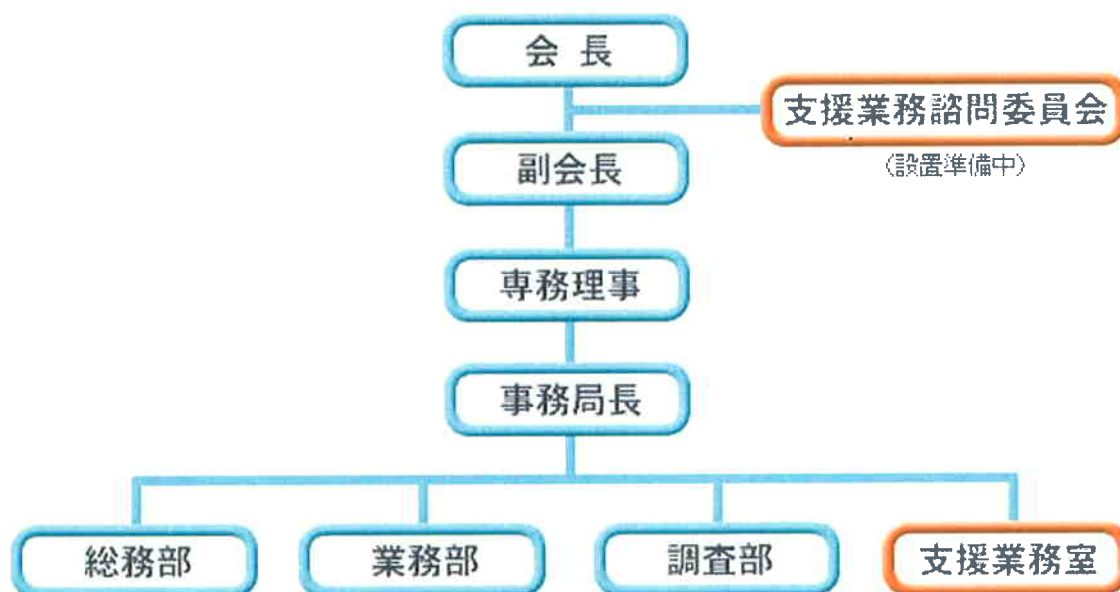 会長
支援業務諮問委員会
(設置準備中)
副会長
専務理事
事務局長
総務部
業務部
調査部
支援業務室